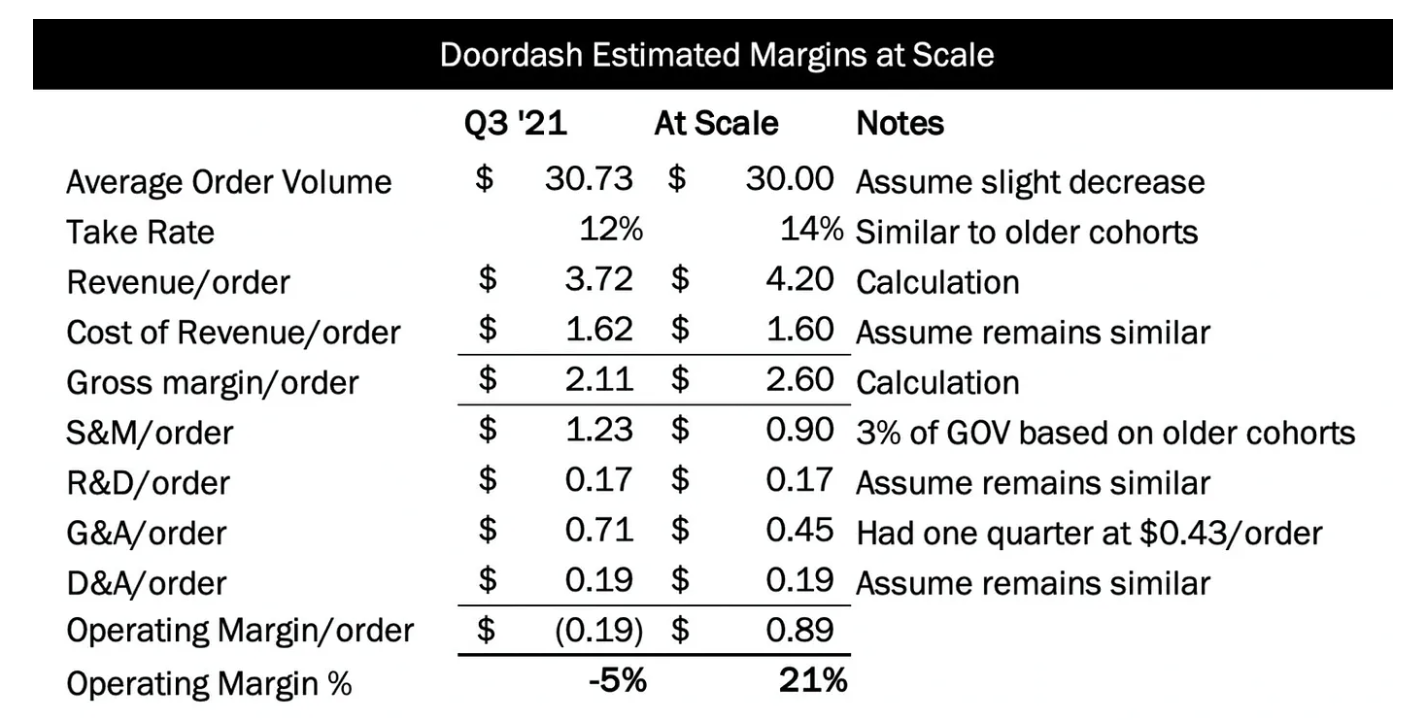 Doordash Estimated Margins at Scale
Q3 '21 At Scale Notes
Average Order Volume $ 30.73 $ 30.00 Assume slight decrease
Take Rate 12% 14% Similar to older cohorts
Revenue/order $ 3.72 $ 4.20 Calculation
Cost of Revenue/order $ 1.62 $ 1.60 Assume remains similar
Gross margin/order $ 2.11 $ 2.60 Calculation
S&M/order $ 1.23 $ 0.90 3% of GOV based on older cohorts
R&D/order $ 0.17 $ 0.17 Assume remains similar
G&A/order $ 0.71 $ 0.45 Had one quarter at $0.43/order
D&A/order $ 0.19 $ 0.19 Assume remains similar
Operating Margin/order $ (0.19) $ 0.89
Operating Margin % -5% 21%